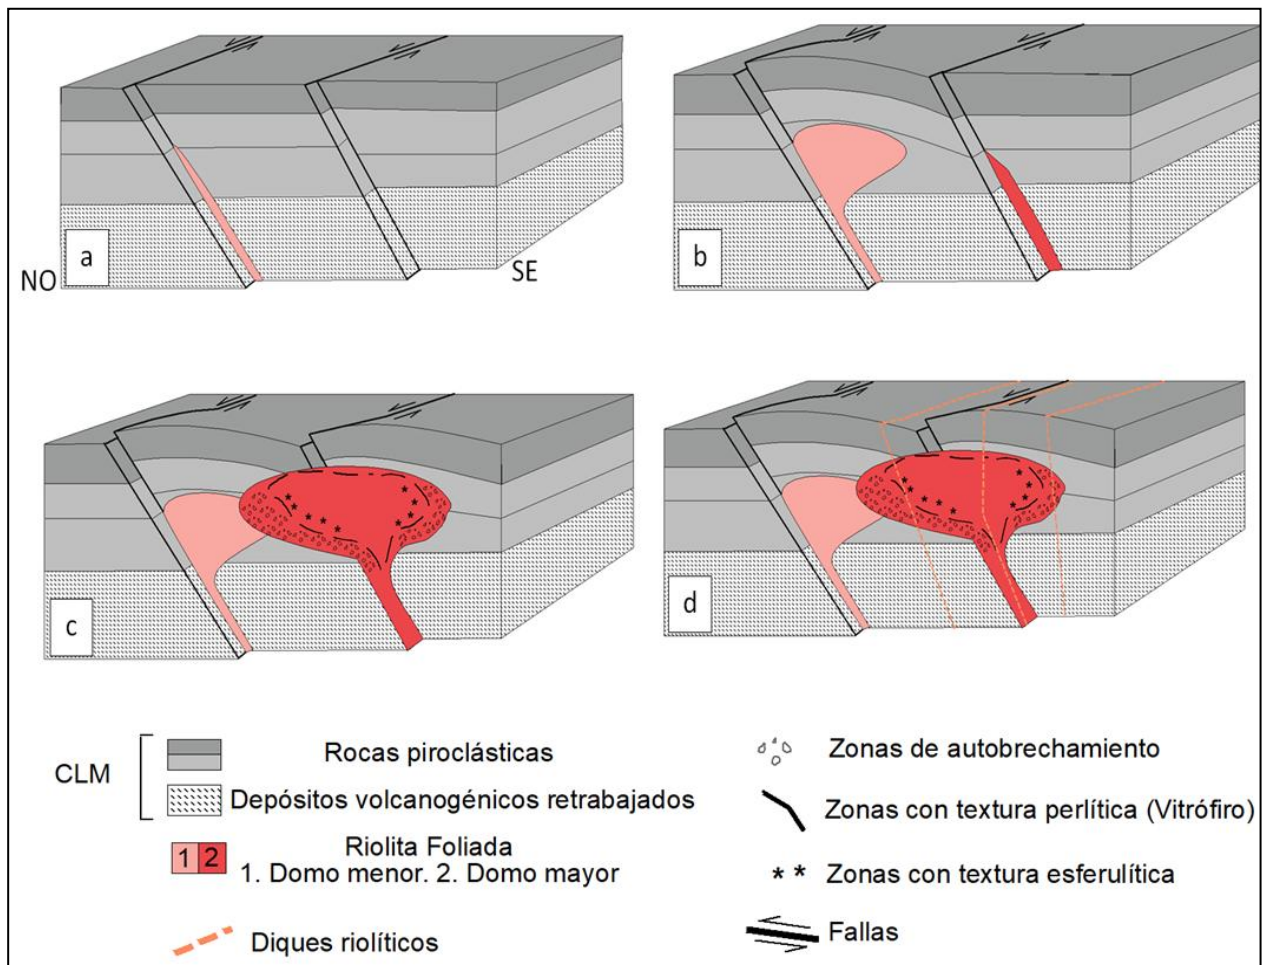 a
NO
SE
b
c
d
CLM
Rocas piroclásticas
Depósitos volcanogénicos retrabajados
1 2
Riolita Foliada
1. Domo menor. 2. Domo mayor
Diques riolíticos
Zonas de autobrechamiento
Zonas con textura perlítica (Vitrófiro)
Zonas con textura esferulítica
Fallas